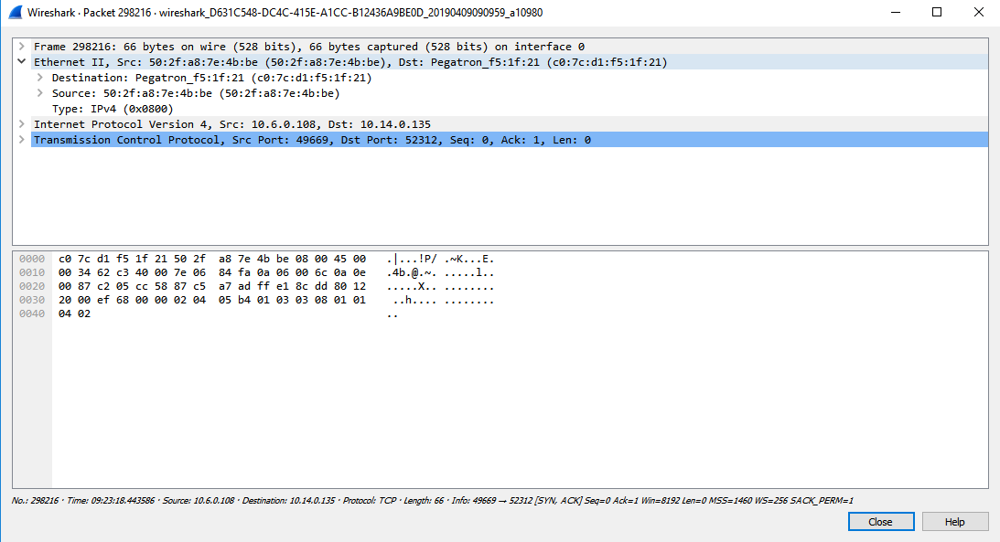 Wireshark · Packet 298216 · wireshark_D631C548-DC4C-415E-A1CC-B12436A9BE0D_20190409090959_a10980
Frame 298216: 66 bytes on wire (528 bits), 66 bytes captured (528 bits) on interface 0
Ethernet II, Src: 50:2f:a8:7e:4b:be (50:2f:a8:7e:4b:be), Dst: Pegatron_f5:1f:21 (c0:7c:d1:f5:1f:21)
Destination: Pegatron_f5:1f:21 (c0:7c:d1:f5:1f:21)
Source: 50:2f:a8:7e:4b:be (50:2f:a8:7e:4b:be)
Type: IPv4 (0x0800)
Internet Protocol Version 4, Src: 10.6.0.108, Dst: 10.14.0.135
Transmission Control Protocol, Src Port: 49669, Dst Port: 52312, Seq: 0, Ack: 1, Len: 0
0000 c0 7c d1 f5 1f 21 50 2f a8 7e 4b be 08 00 45 00 .|...!P/ .~K...E.
0010 00 34 62 c3 40 00 7e 06 84 fa 0a 06 00 6c 0a 0e .4b.@.~. .....l..
0020 00 87 c2 05 cc 58 87 c5 a7 ad ff e1 8c dd 80 12 .....X.. ........
0030 20 00 ef 68 00 00 02 04 05 b4 01 03 03 08 01 01 ..h.... ........
0040 04 02 ..
No.: 298216 · Time: 09:23:18.443586 · Source: 10.6.0.108 · Destination: 10.14.0.135 · Protocol: TCP · Length: 66 · Info: 49669 → 52312 [SYN, ACK] Seq=0 Ack=1 Win=8192 Len=0 MSS=1460 WS=256 SACK_PERM=1
Close Help